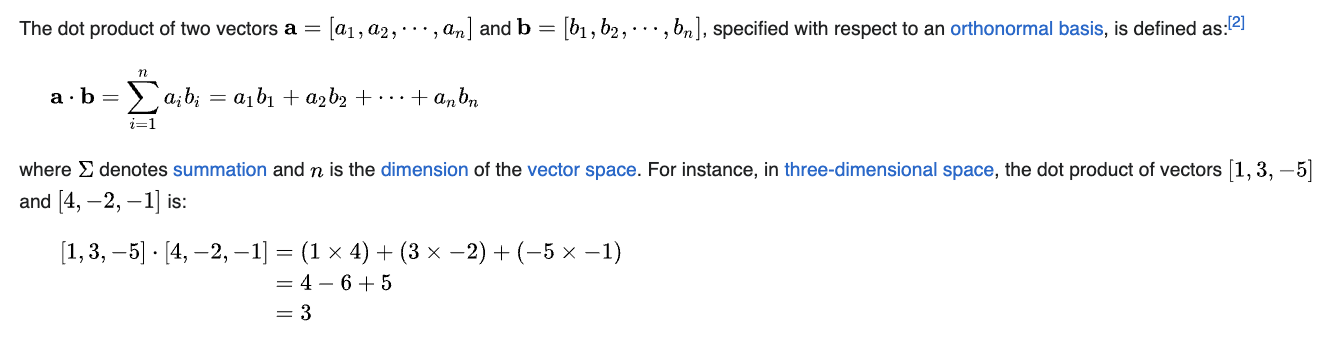 The dot product of two vectors a = [a₁, a₂, ⋯, aₙ] and b = [b₁, b₂, ⋯, bₙ], specified with respect to an orthonormal basis, is defined as:[2]
a · b = ∑ᵢ₌₁ⁿ aᵢbᵢ = a₁b₁ + a₂b₂ + ⋯ + aₙbₙ
where Σ denotes summation and n is the dimension of the vector space. For instance, in three-dimensional space, the dot product of vectors [1, 3, −5]
and [4, −2, −1] is:
[1, 3, −5] · [4, −2, −1] = (1 × 4) + (3 × −2) + (−5 × −1)
= 4 − 6 + 5
= 3